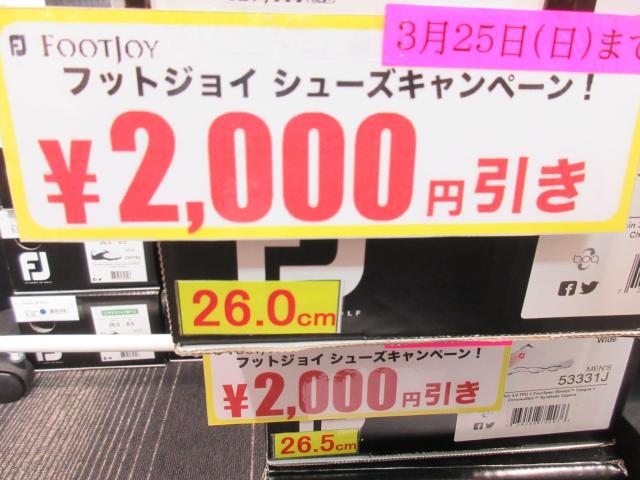 3月25日(日)まで
FJ FOOTJOY
フットジョイ シューズキャンペーン!
¥2,000円引き
FJ
26.0cm
boa
フットジョイ シューズキャンペーン!
¥2,000円引き
26.5cm
Wide
MEN'S
53331J